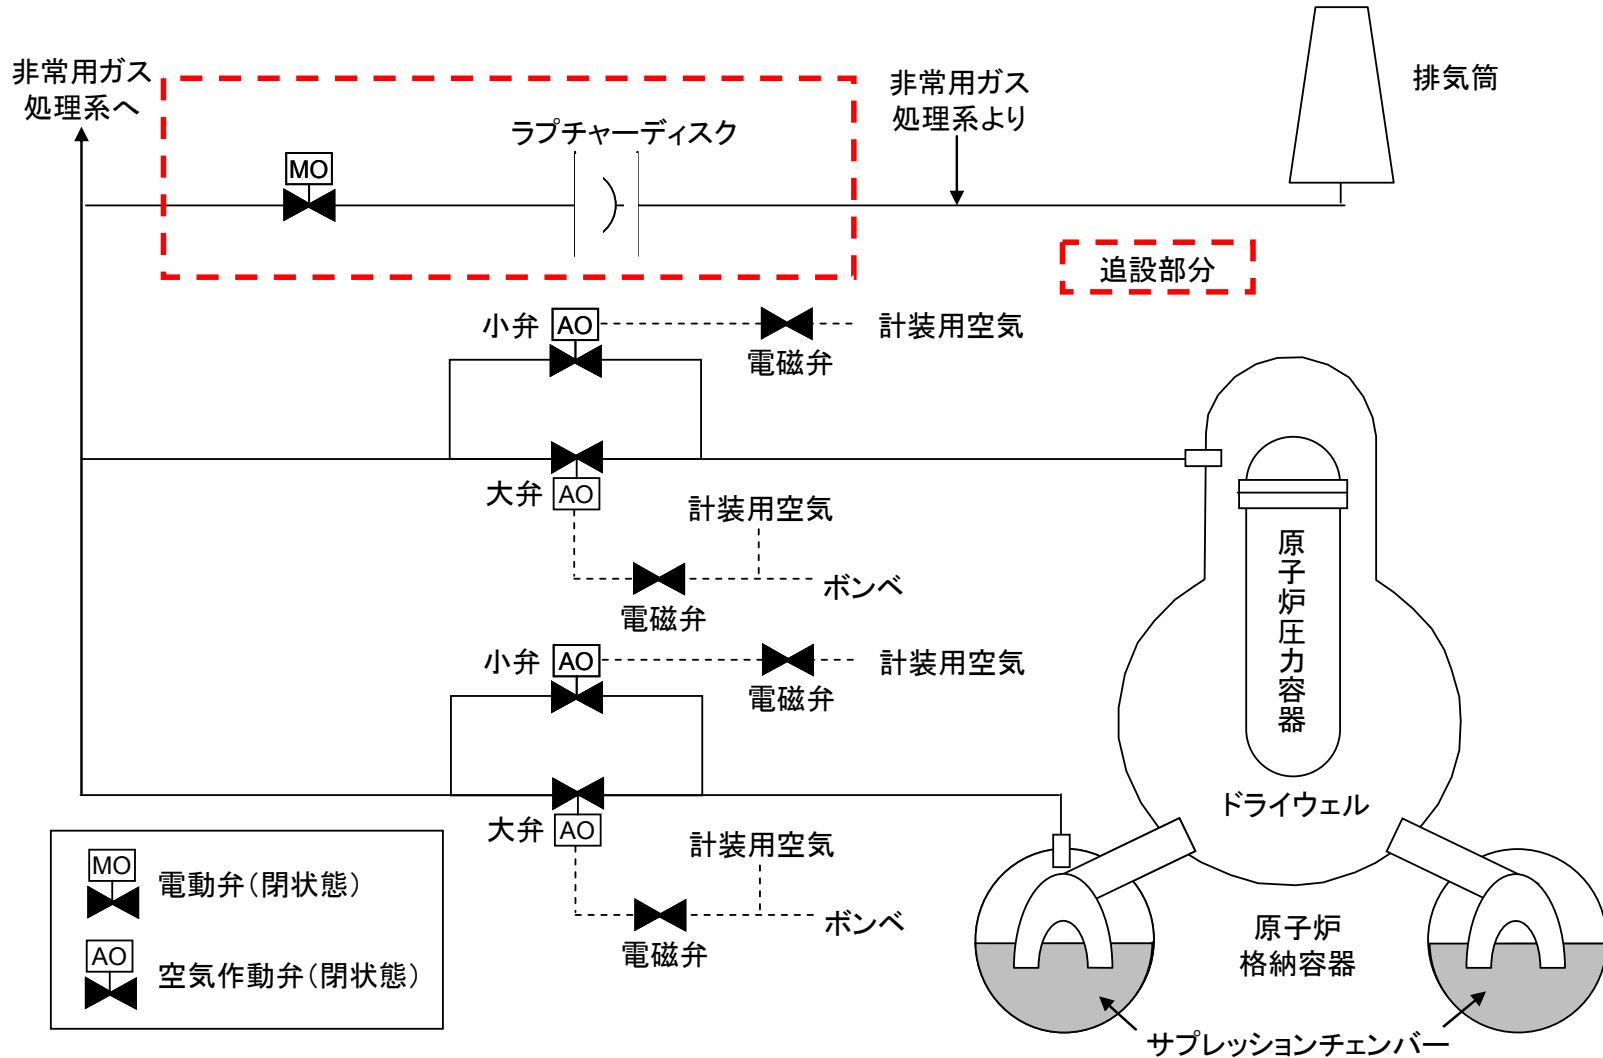 非常用ガス
処理系へ
ラプチャーディスク
非常用ガス
処理系より
排気筒
MO
追設部分
小弁
AO
計装用空気
電磁弁
大弁
AO
計装用空気
ボンベ
電磁弁
原子炉圧力容器
小弁
AO
計装用空気
電磁弁
大弁
AO
計装用空気
ボンベ
電磁弁
ドライウェル
原子炉
格納容器
サプレッションチェンバー
MO
電動弁(閉状態)
AO
空気作動弁(閉状態)